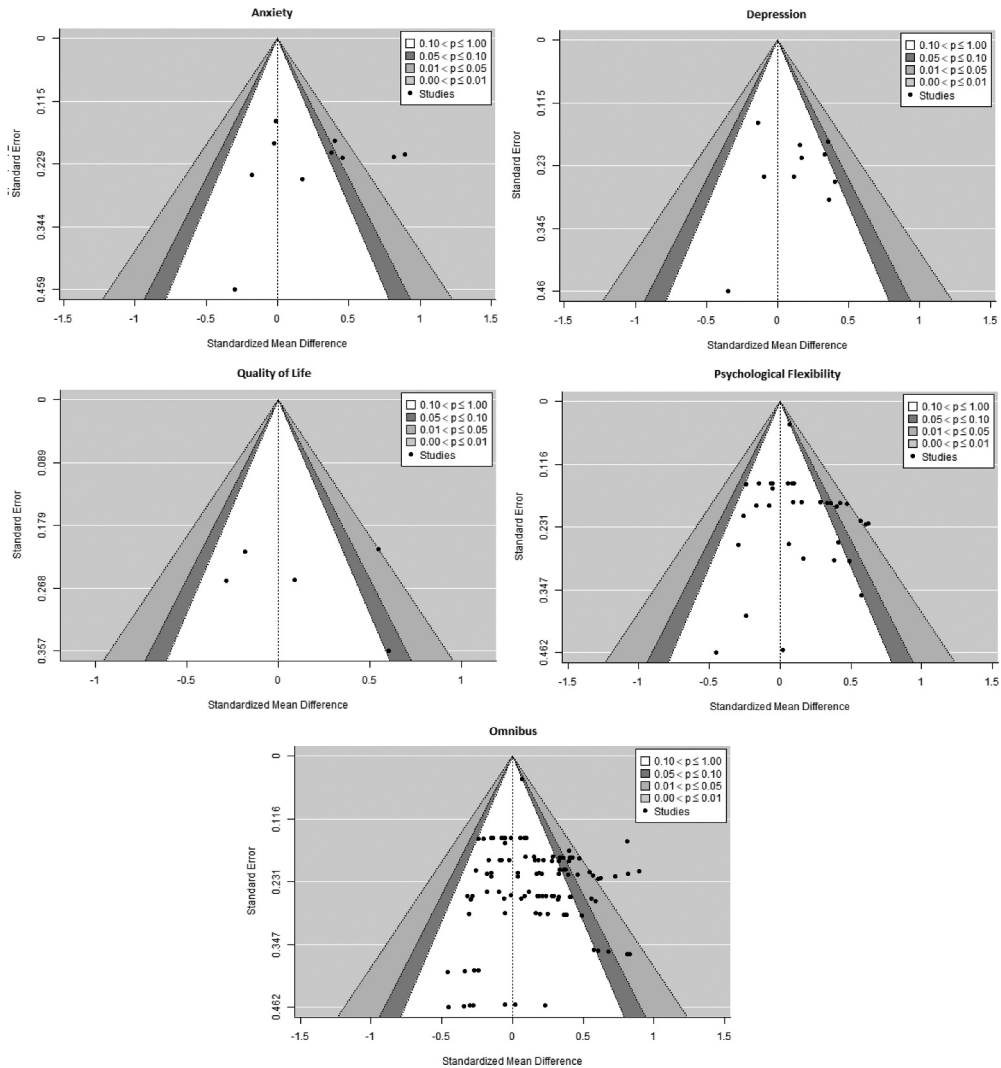 Anxiety
0
0.115
0.229
0.344
0.459
Standard Error
0.10 < p ≤ 1.00
0.05 < p ≤ 0.10
0.01 < p ≤ 0.05
0.00 < p ≤ 0.01
Studies
-1.5 -1 -0.5 0 0.5 1 1.5
Standardized Mean Difference
Depression
0
0.115
0.23
0.345
0.46
Standard Error
0.10 < p ≤ 1.00
0.05 < p ≤ 0.10
0.01 < p ≤ 0.05
0.00 < p ≤ 0.01
Studies
-1.5 -1 -0.5 0 0.5 1 1.5
Standardized Mean Difference
Quality of Life
0
0.089
0.179
0.268
0.357
Standard Error
0.10 < p ≤ 1.00
0.05 < p ≤ 0.10
0.01 < p ≤ 0.05
0.00 < p ≤ 0.01
Studies
-1 -0.5 0 0.5 1
Standardized Mean Difference
Psychological Flexibility
0
0.116
0.231
0.347
0.462
Standard Error
0.10 < p ≤ 1.00
0.05 < p ≤ 0.10
0.01 < p ≤ 0.05
0.00 < p ≤ 0.01
Studies
-1.5 -1 -0.5 0 0.5 1 1.5
Standardized Mean Difference
Omnibus
0
0.116
0.231
0.347
0.462
Standard Error
0.10 < p ≤ 1.00
0.05 < p ≤ 0.10
0.01 < p ≤ 0.05
0.00 < p ≤ 0.01
Studies
-1.5 -1 -0.5 0 0.5 1 1.5
Standardized Mean Difference